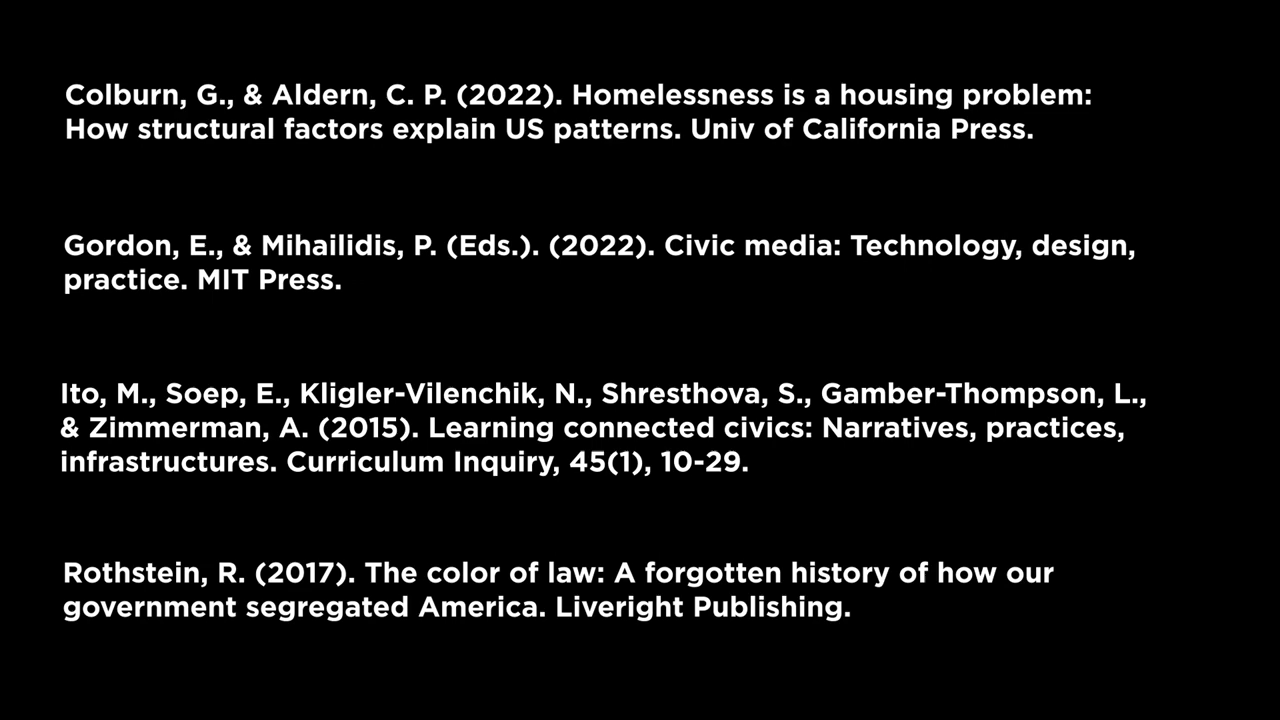 Colburn, G., & Aldern, C. P. (2022). Homelessness is a housing problem:
How structural factors explain US patterns. Univ of California Press.
Gordon, E., & Mihailidis, P. (Eds.). (2022). Civic media: Technology, design,
practice. MIT Press.
Ito, M., Soep, E., Kligler-Vilenchik, N., Shresthova, S., Gamber-Thompson, L.,
& Zimmerman, A. (2015). Learning connected civics: Narratives, practices,
infrastructures. Curriculum Inquiry, 45(1), 10-29.
Rothstein, R. (2017). The color of law: A forgotten history of how our
government segregated America. Liveright Publishing.